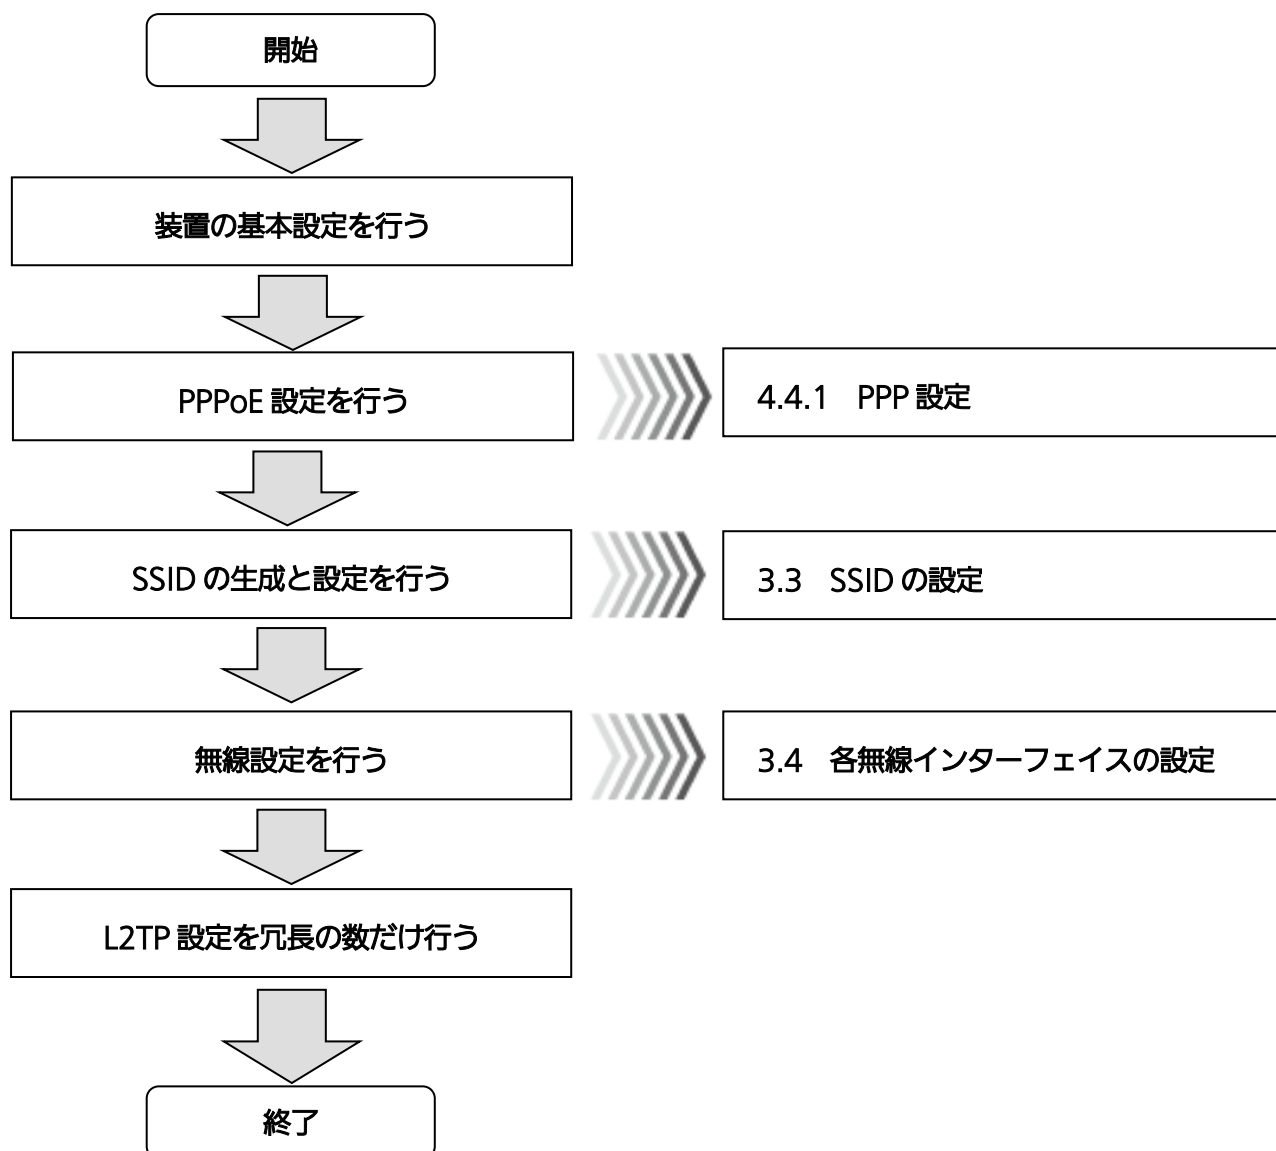 開始
装置の基本設定を行う
PPPoE 設定を行う
4.4.1　PPP 設定
SSID の生成と設定を行う
3.3　SSID の設定
無線設定を行う
3.4　各無線インターフェイスの設定
L2TP 設定を冗長の数だけ行う
終了